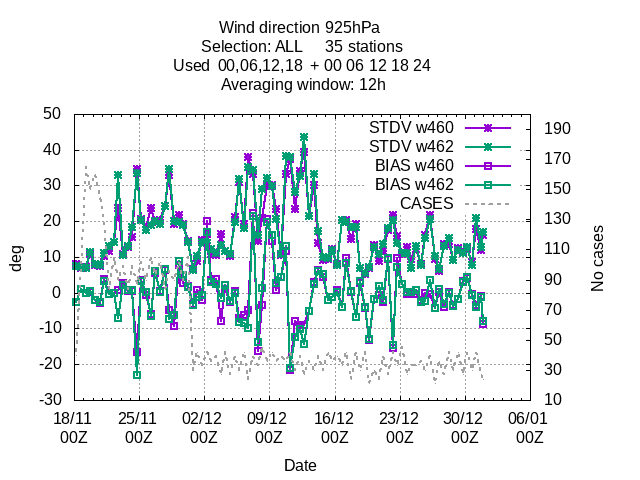 Wind direction 925hPa
Selection: ALL 35 stations
Used 00,06,12,18 + 00 06 12 18 24
Averaging window: 12h
STDV w460
STDV w462
BIAS w460
BIAS w462
CASES
50
40
30
20
10
0
-10
-20
-30
deg
190
170
150
130
110
90
70
50
30
10
No cases
18/11 25/11 02/12 09/12 16/12 23/12 30/12 06/01
00Z 00Z 00Z 00Z 00Z 00Z 00Z 00Z
Date